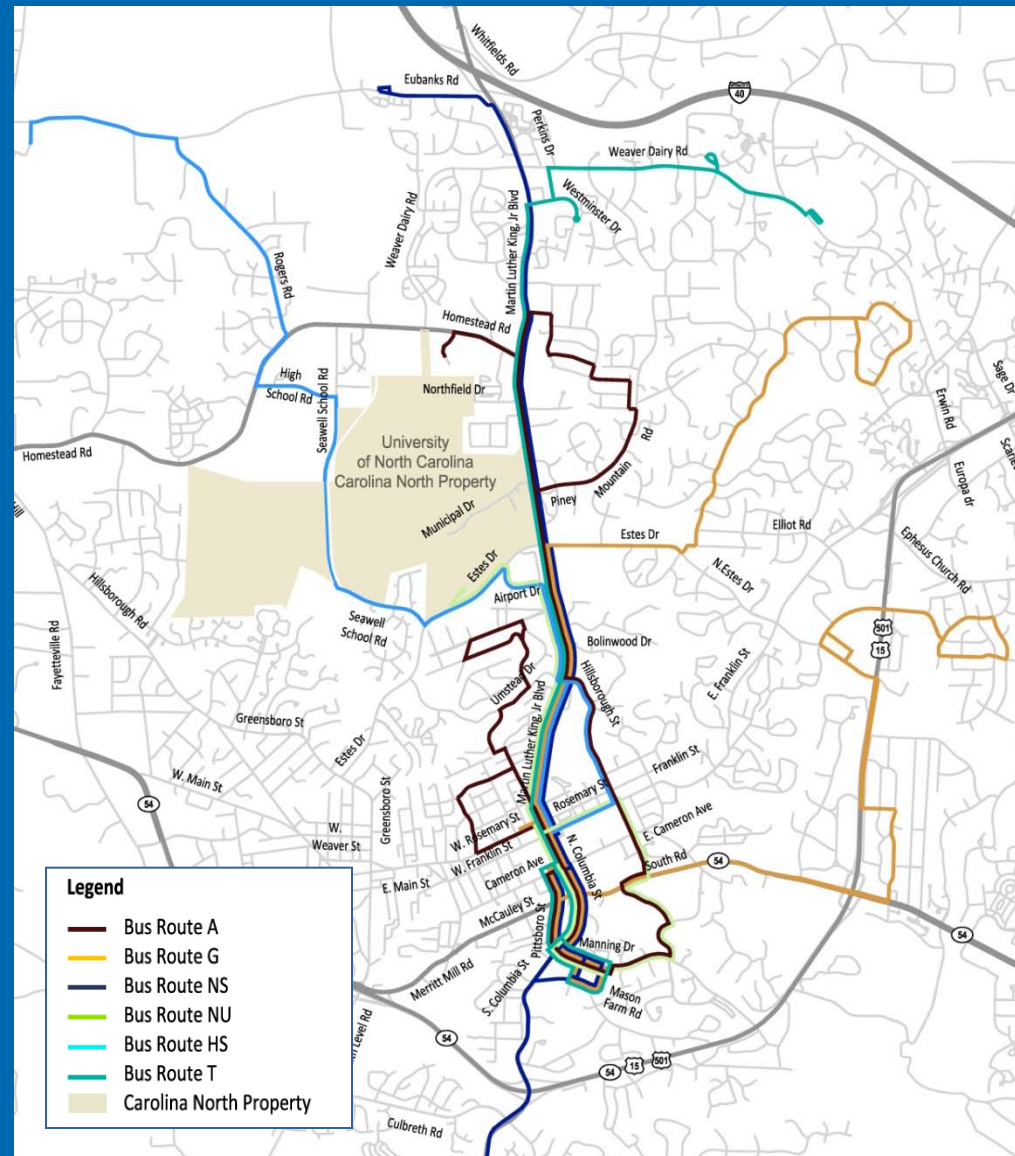 Whitfields Rd
Eubanks Rd
40
Perkins Dr
Weaver Dairy Rd
Westminster Dr
Weaver Dairy Rd
Martin Luther King, Jr Blvd
Rogers Rd
Homestead Rd
High
School Rd
Seawell School Rd
Northfield Dr
Sage Dr
Erwin Rd
Homestead Rd
University
of North Carolina
Carolina North Property
Piney
Mountain
Rd
Europa dr
Municipal Dr
Estes Dr
Elliot Rd
Ephesus Church Rd
N.Estes Dr
Estes Dr
Airport Dr
Hillsborough Rd
Seawell
School Rd
Bolinwood Dr
501
15
Fayetteville Rd
Umstead Dr
Hillsborough St
E. Franklin St
Martin Luther King, Jr Blvd
Greensboro St
Estes Dr
Franklin St
W. Main St
Greensboro St
Rosemary St
54
W. Rosemary St
W.
Weaver St
W. Franklin St
N. Columbia St
E. Cameron Ave
South Rd
54
E. Main St
Cameron Ave
McCauley St
Pittsboro St
Manning Dr
54
Merritt Mill Rd
S. Columbia St
Mason
Farm Rd
54
54
15
501
Culbreth Rd
Legend
Bus Route A
Bus Route G
Bus Route NS
Bus Route NU
Bus Route HS
Bus Route T
Carolina North Property